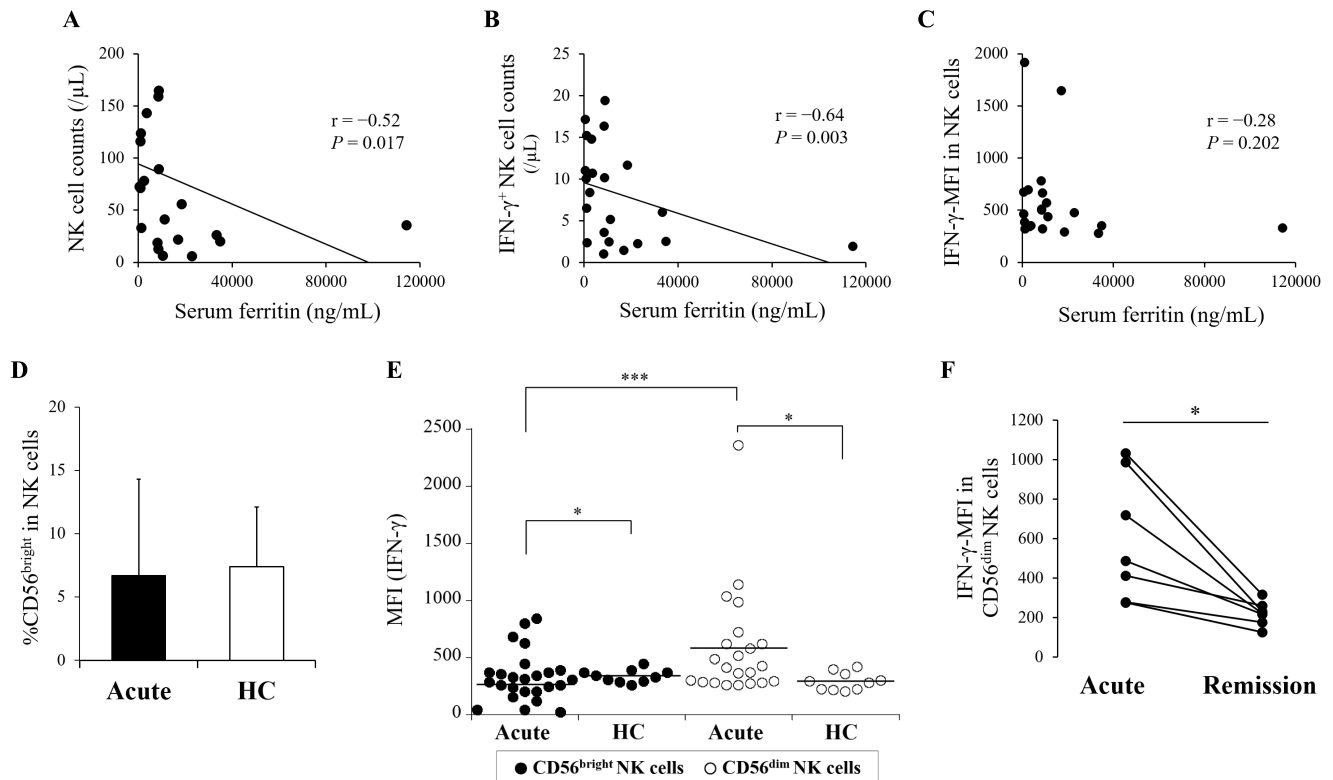 A
NK cell counts (/μL)
200
150
100
50
0
0
40000
80000
120000
r = −0.52
P = 0.017
Serum ferritin (ng/mL)
B
IFN-γ+ NK cell counts
(/μL)
25
20
15
10
5
0
0
40000
80000
120000
r = −0.64
P = 0.003
Serum ferritin (ng/mL)
C
IFN-γ-MFI in NK cells
2000
1500
1000
500
0
0
40000
80000
120000
r = −0.28
P = 0.202
Serum ferritin (ng/mL)
D
%CD56bright in NK cells
20
15
10
5
0
Acute
HC
E
MFI (IFN-γ)
2500
2000
1500
1000
500
0
***
*
*
Acute
HC
Acute
HC
● CD56bright NK cells ○ CD56dim NK cells
F
IFN-γ-MFI in
CD56dim NK cells
1200
1000
800
600
400
200
0
*
Acute
Remission